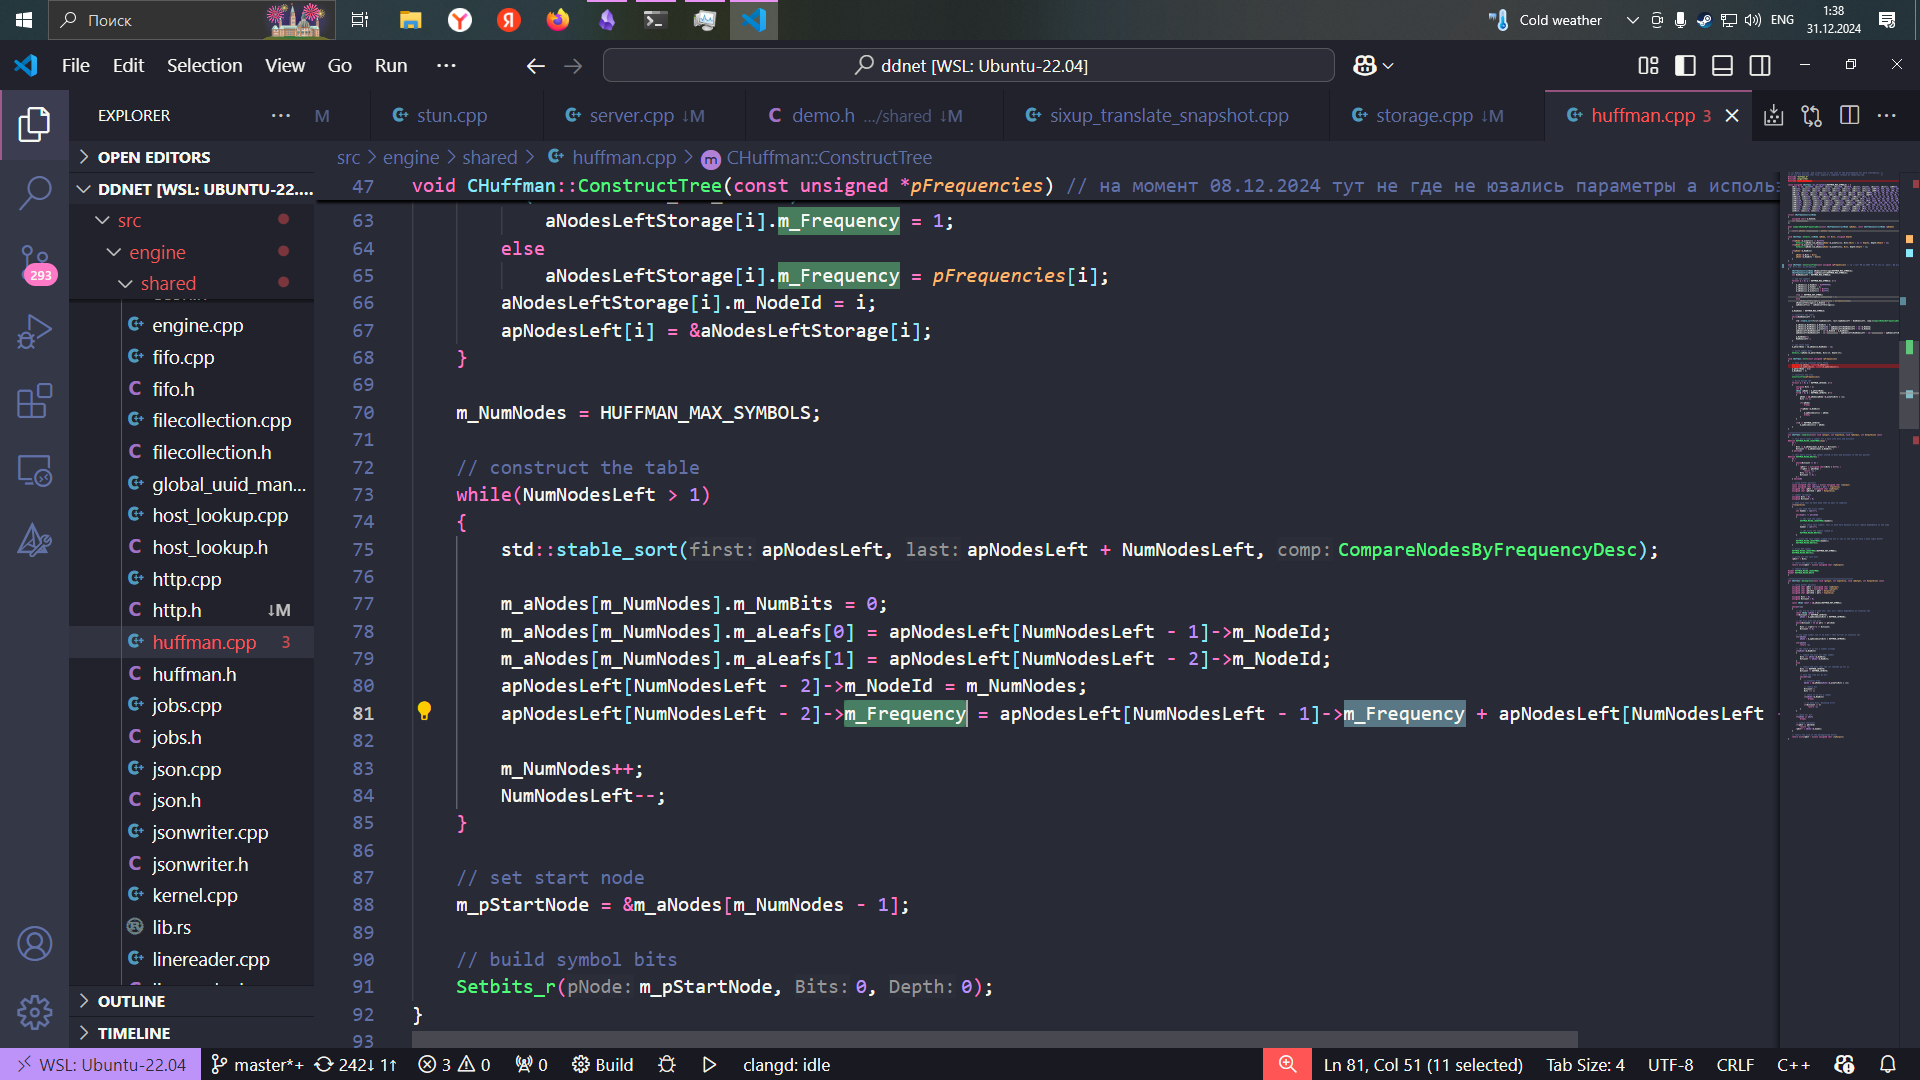 Поиск
Cold weather
ENG
1:38
31.12.2024
File Edit Selection View Go Run ···
ddnet [WSL: Ubuntu-22.04]
EXPLORER ···
M
stun.cpp
server.cpp ↓M
demo.h .../shared ↓M
sixup_translate_snapshot.cpp
storage.cpp ↓M
huffman.cpp 3
OPEN EDITORS
DDNET [WSL: UBUNTU-22....
src
engine
shared
engine.cpp
fifo.cpp
fifo.h
filecollection.cpp
filecollection.h
global_uuid_man...
host_lookup.cpp
host_lookup.h
http.cpp
http.h ↓M
huffman.cpp 3
huffman.h
jobs.cpp
jobs.h
json.cpp
json.h
jsonwriter.cpp
jsonwriter.h
kernel.cpp
lib.rs
linereader.cpp
OUTLINE
TIMELINE
293
src > engine > shared > huffman.cpp > CHuffman::ConstructTree
47 void CHuffman::ConstructTree(const unsigned *pFrequencies) // на момент 08.12.2024 тут не где не юзались параметры а исполь
63 aNodesLeftStorage[i].m_Frequency = 1;
64 else
65 aNodesLeftStorage[i].m_Frequency = pFrequencies[i];
66 aNodesLeftStorage[i].m_NodeId = i;
67 apNodesLeft[i] = &aNodesLeftStorage[i];
68 }
69
70 m_NumNodes = HUFFMAN_MAX_SYMBOLS;
71
72 // construct the table
73 while(NumNodesLeft > 1)
74 {
75 std::stable_sort(first: apNodesLeft, last: apNodesLeft + NumNodesLeft, comp: CompareNodesByFrequencyDesc);
76
77 m_aNodes[m_NumNodes].m_NumBits = 0;
78 m_aNodes[m_NumNodes].m_aLeafs[0] = apNodesLeft[NumNodesLeft - 1]->m_NodeId;
79 m_aNodes[m_NumNodes].m_aLeafs[1] = apNodesLeft[NumNodesLeft - 2]->m_NodeId;
80 apNodesLeft[NumNodesLeft - 2]->m_NodeId = m_NumNodes;
81 apNodesLeft[NumNodesLeft - 2]->m_Frequency = apNodesLeft[NumNodesLeft - 1]->m_Frequency + apNodesLeft[NumNodesLeft -
82
83 m_NumNodes++;
84 NumNodesLeft--;
85 }
86
87 // set start node
88 m_pStartNode = &m_aNodes[m_NumNodes - 1];
89
90 // build symbol bits
91 Setbits_r(pNode: m_pStartNode, Bits: 0, Depth: 0);
92 }
93
WSL: Ubuntu-22.04 master*+ 242↓ 1↑ 3 0 0 Build clangd: idle Ln 81, Col 51 (11 selected) Tab Size: 4 UTF-8 CRLF C++